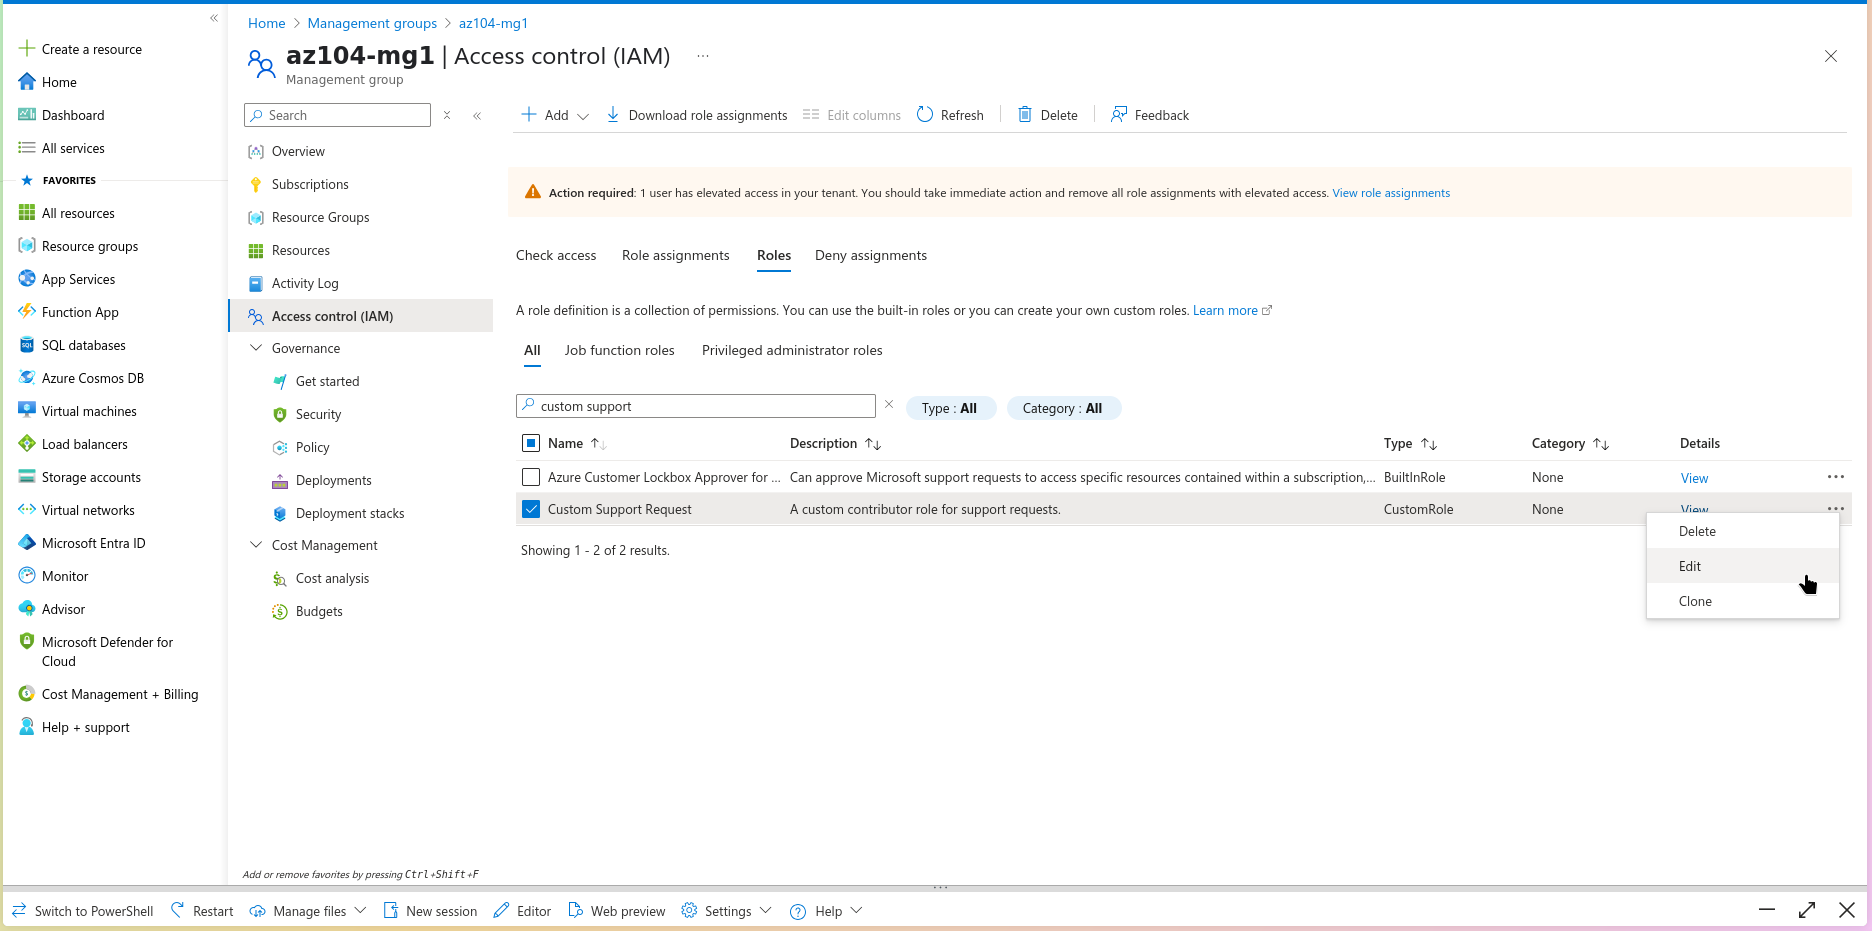 Home > Management groups > az104-mg1
az104-mg1 | Access control (IAM) ···
Management group
Create a resource
Home
Dashboard
All services
FAVORITES
All resources
Resource groups
App Services
Function App
SQL databases
Azure Cosmos DB
Virtual machines
Load balancers
Storage accounts
Virtual networks
Microsoft Entra ID
Monitor
Advisor
Microsoft Defender for
Cloud
Cost Management + Billing
Help + support
Search
Overview
Subscriptions
Resource Groups
Resources
Activity Log
Access control (IAM)
Governance
Get started
Security
Policy
Deployments
Deployment stacks
Cost Management
Cost analysis
Budgets
Add or remove favorites by pressing Ctrl+Shift+F
Add Download role assignments Edit columns Refresh Delete Feedback
Action required: 1 user has elevated access in your tenant. You should take immediate action and remove all role assignments with elevated access. View role assignments
Check access Role assignments Roles Deny assignments
A role definition is a collection of permissions. You can use the built-in roles or you can create your own custom roles. Learn more
All Job function roles Privileged administrator roles
custom support Type : All Category : All
Name Description Type Category Details
Azure Customer Lockbox Approver for ... Can approve Microsoft support requests to access specific resources contained within a subscription,... BuiltInRole None View
Custom Support Request A custom contributor role for support requests. CustomRole None View
Showing 1 - 2 of 2 results.
Delete
Edit
Clone
Switch to PowerShell Restart Manage files New session Editor Web preview Settings Help